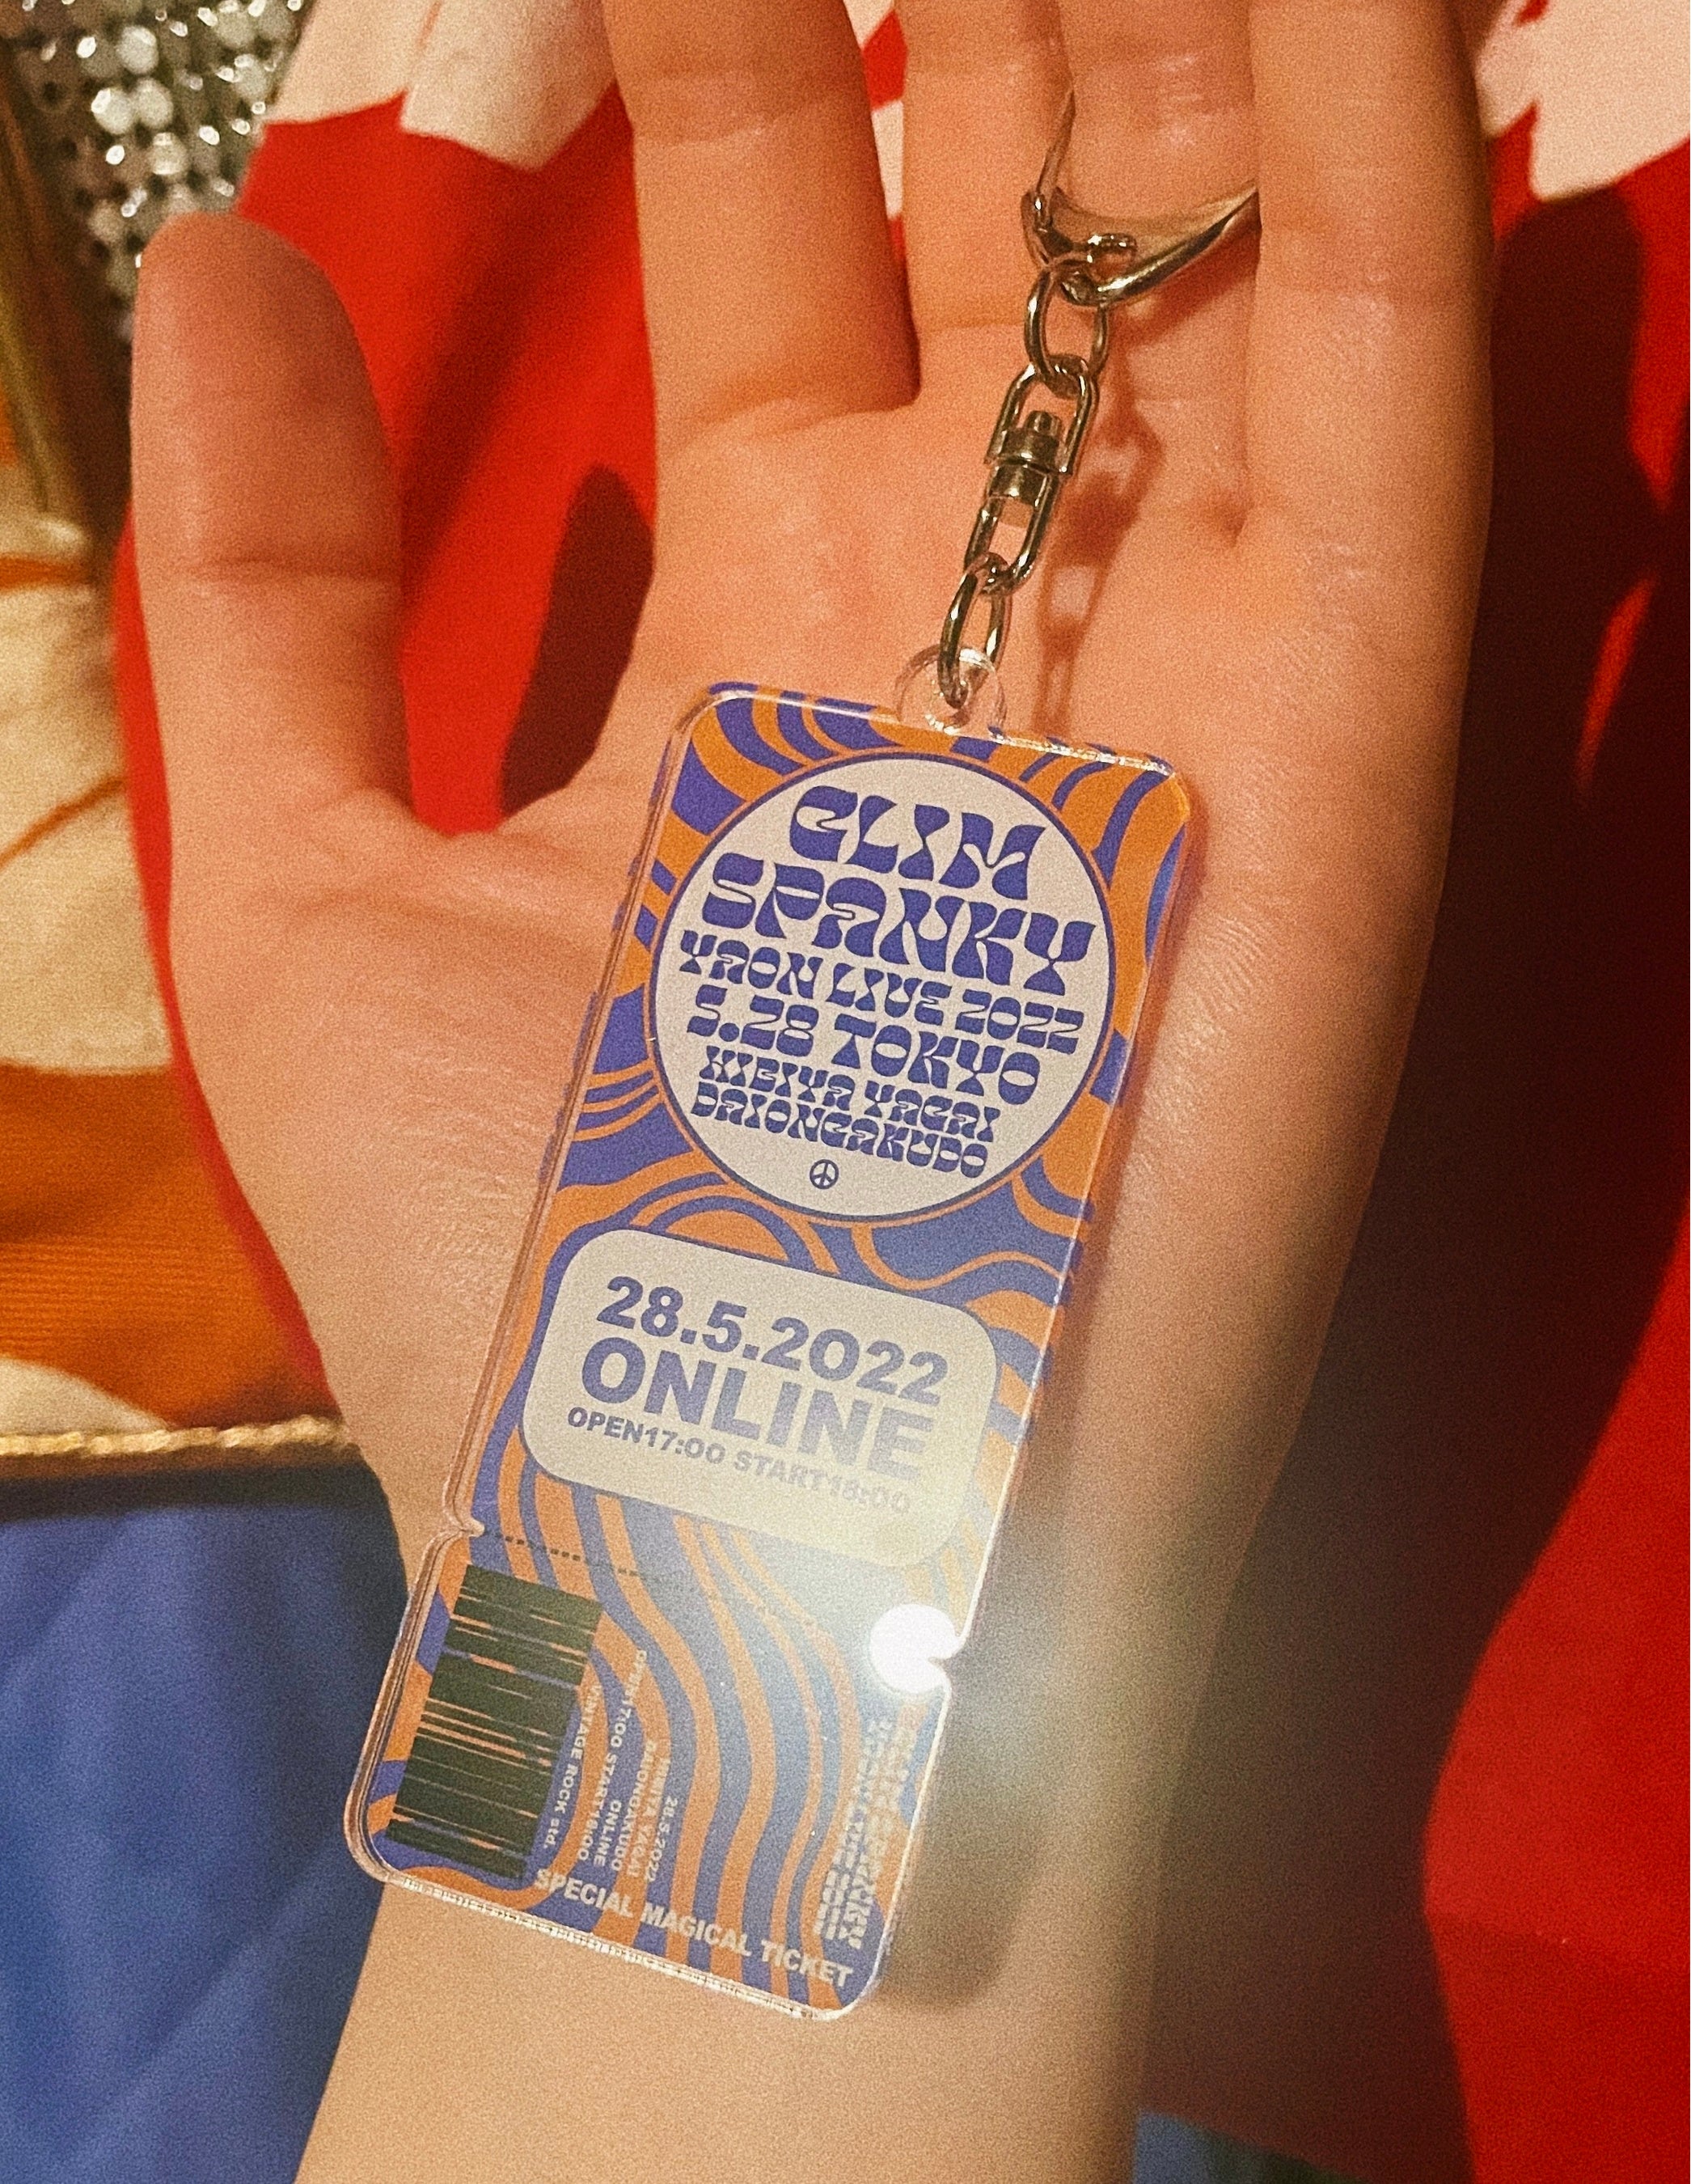 GLIM
SPANKY
YAON LIVE 2022
5.28 TOKYO
HIBIYA YAGAI
DAIONGAKUDO
28.5.2022
ONLINE
OPEN17:00 START18:00
28.5.2022
HIBIYA YAGAI
DAIONGAKUDO
ONLINE
OPEN17:00 START18:00
VINTAGE ROCK std.
SPECIAL MAGICAL TICKET